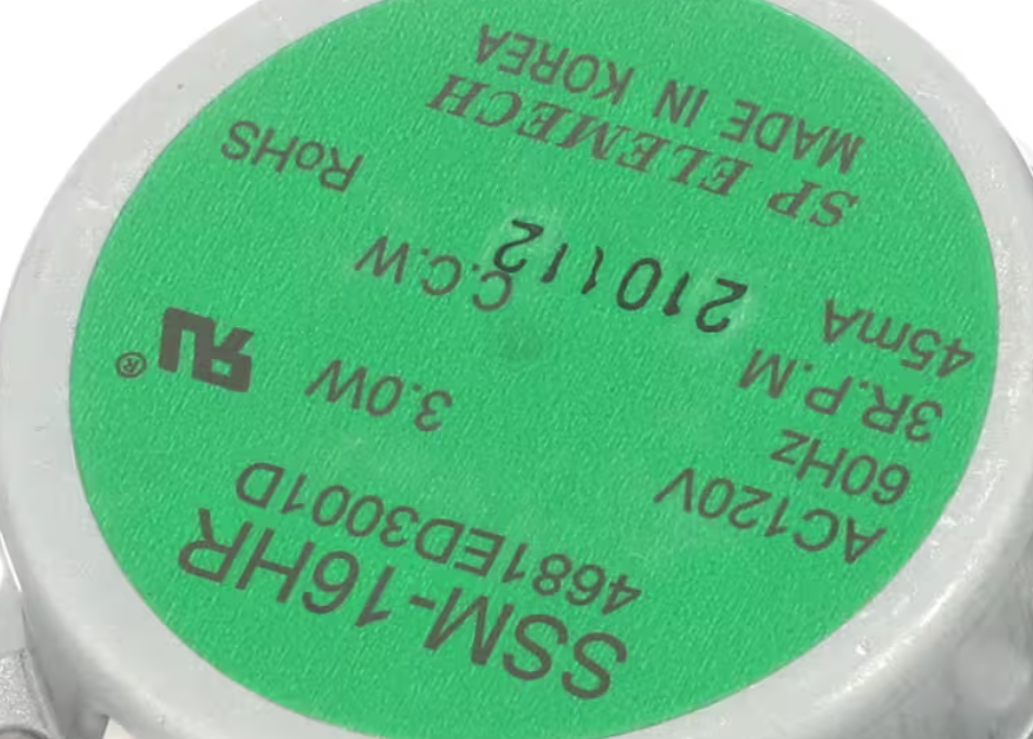 SSM-16HR
4681ED3001D
AC120V 3.0W
60Hz
3R.P.M C.C.W
45mA
210112
RoHS
SP ELEMECH
MADE IN KOREA